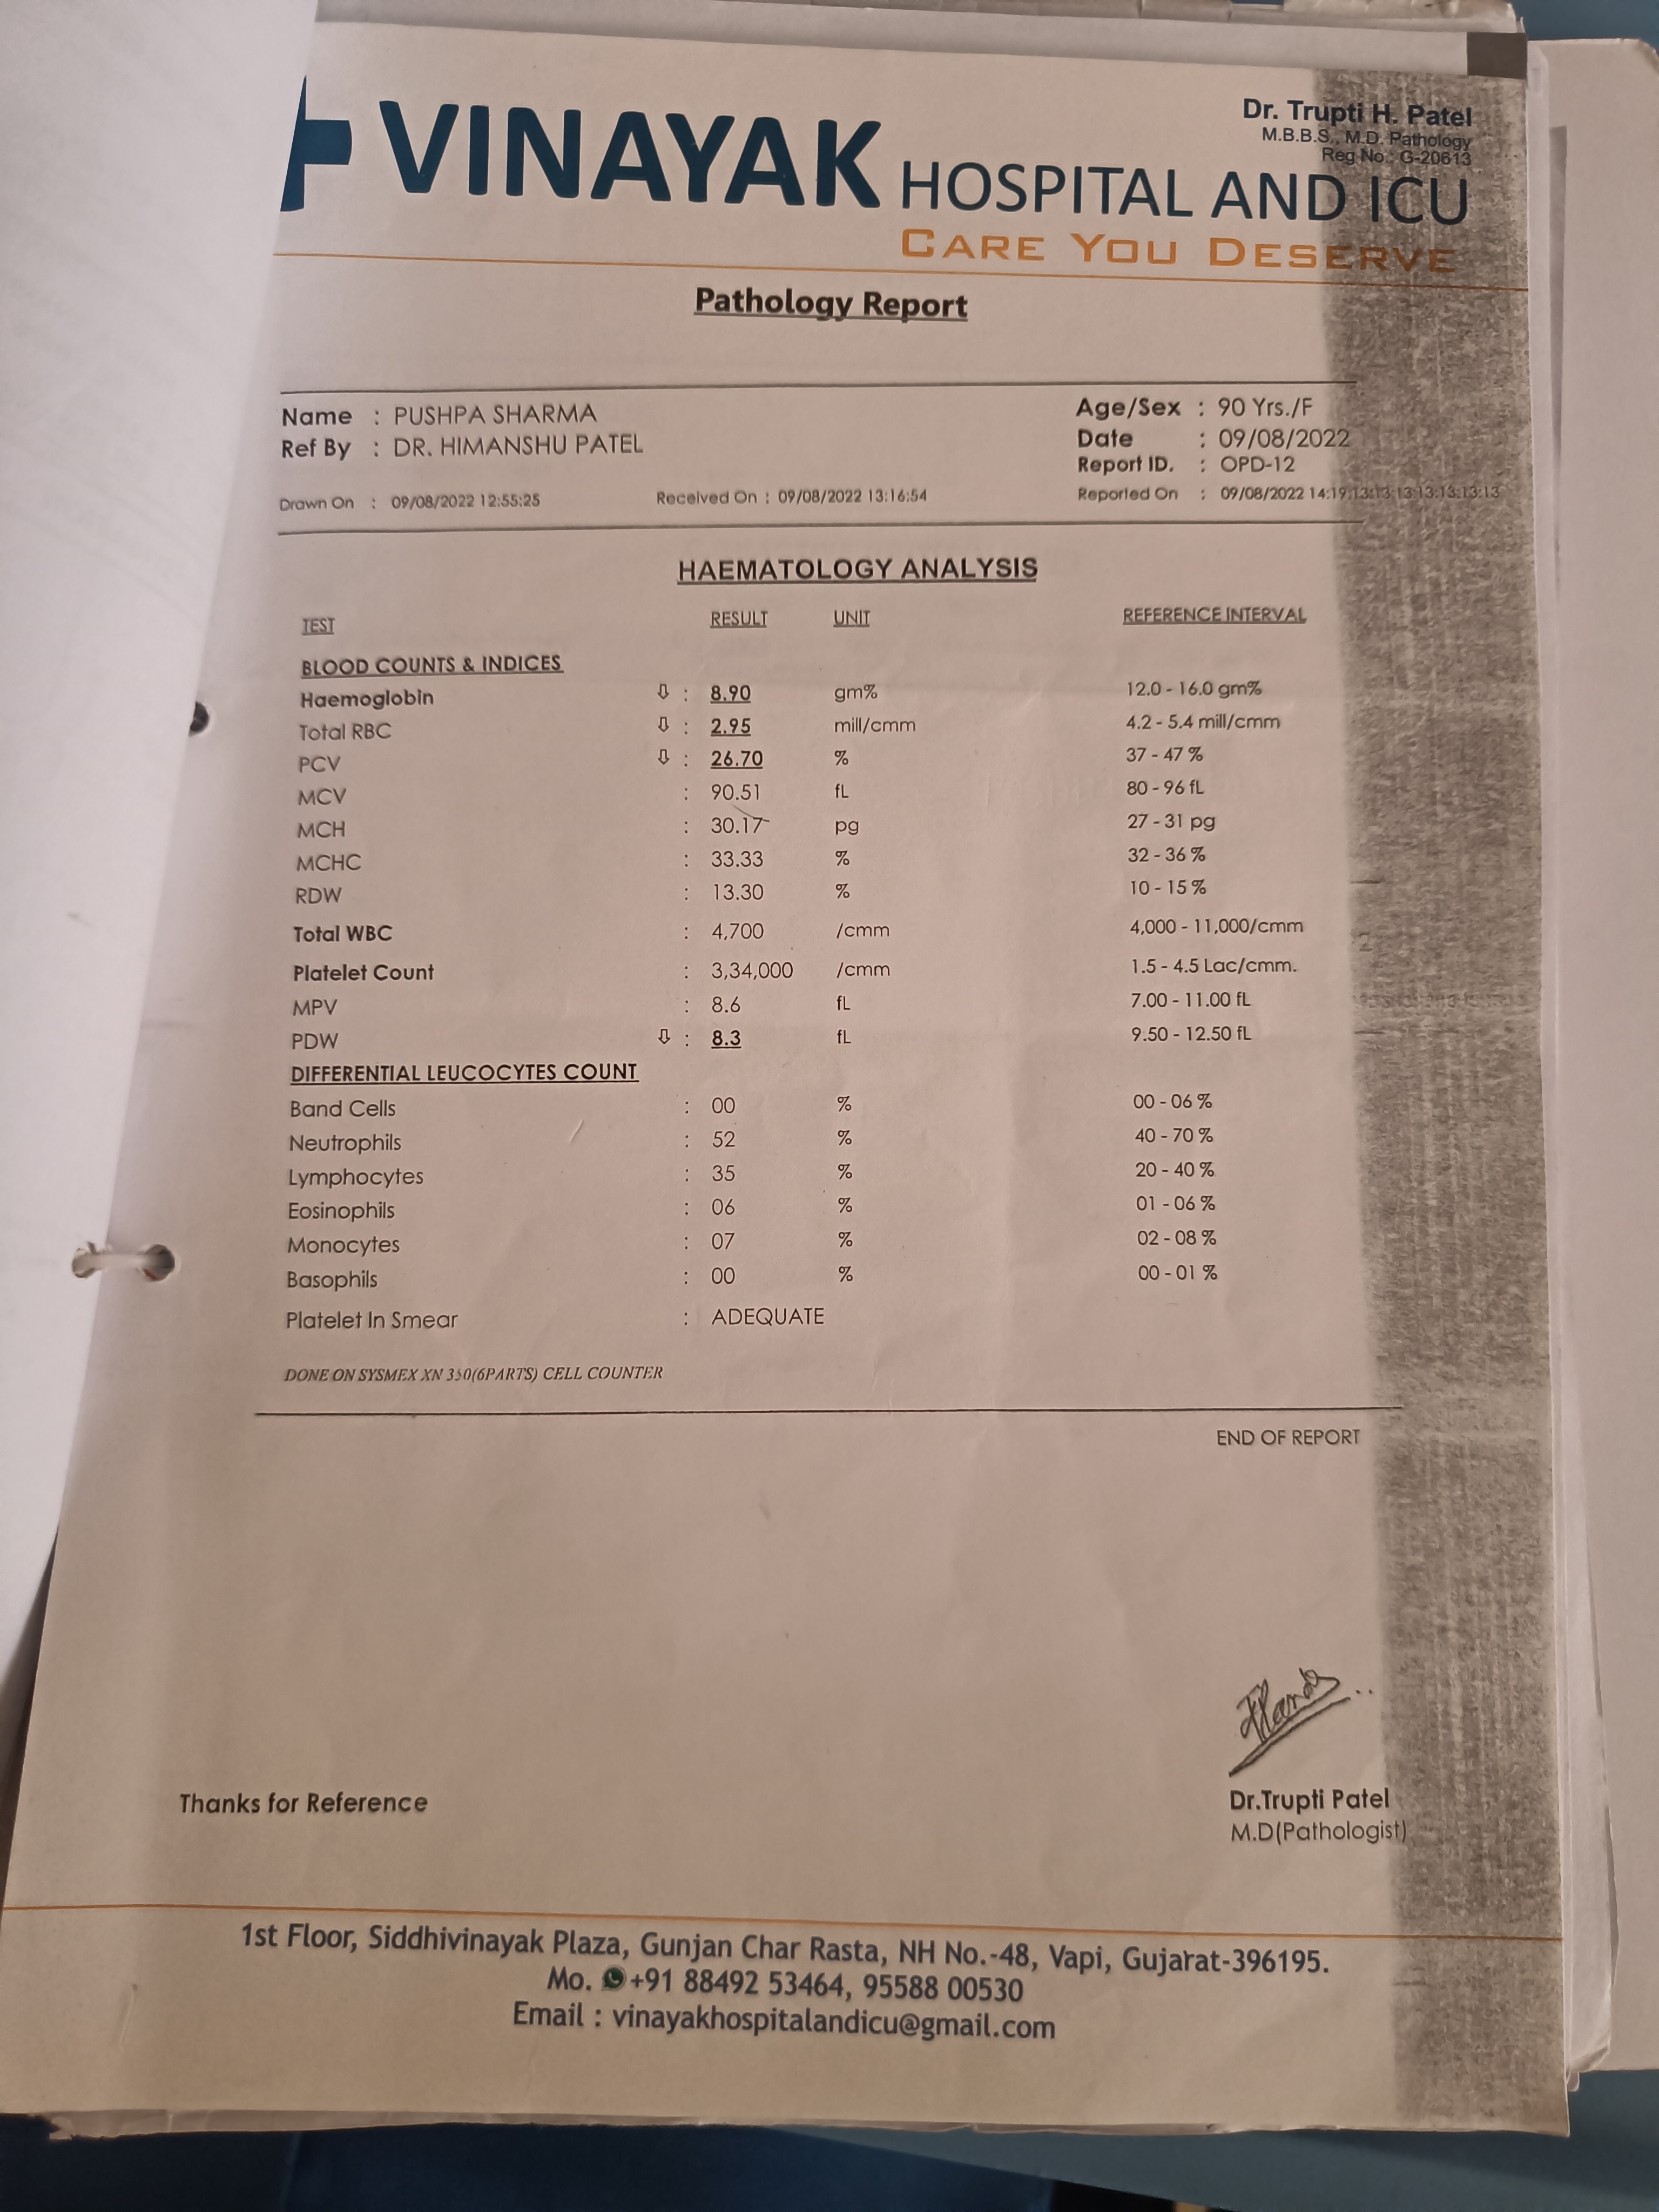 Dr. Trupti H. Patel
M.B.B.S., M.D. Pathology
Reg No.: G-20613
VINAYAK HOSPITAL AND ICU
CARE YOU DESERVE
Pathology Report
Name : PUSHPA SHARMA Age/Sex : 90 Yrs./F
Ref By : DR. HIMANSHU PATEL Date : 09/08/2022
Report ID. : OPD-12
Drawn On : 09/08/2022 12:55:25 Received On : 09/08/2022 13:16:54 Reported On : 09/08/2022 14:19:13:13:13:13:13:13:13
HAEMATOLOGY ANALYSIS
TEST RESULT UNIT REFERENCE INTERVAL
BLOOD COUNTS & INDICES
Haemoglobin ⇩ : 8.90 gm% 12.0 - 16.0 gm%
Total RBC ⇩ : 2.95 mill/cmm 4.2 - 5.4 mill/cmm
PCV ⇩ : 26.70 % 37 - 47 %
MCV : 90.51 fL 80 - 96 fL
MCH : 30.17 pg 27 - 31 pg
MCHC : 33.33 % 32 - 36 %
RDW : 13.30 % 10 - 15 %
Total WBC : 4,700 /cmm 4,000 - 11,000/cmm
Platelet Count : 3,34,000 /cmm 1.5 - 4.5 Lac/cmm.
MPV : 8.6 fL 7.00 - 11.00 fL
PDW ⇩ : 8.3 fL 9.50 - 12.50 fL
DIFFERENTIAL LEUCOCYTES COUNT
Band Cells : 00 % 00 - 06 %
Neutrophils : 52 % 40 - 70 %
Lymphocytes : 35 % 20 - 40 %
Eosinophils : 06 % 01 - 06 %
Monocytes : 07 % 02 - 08 %
Basophils : 00 % 00 - 01 %
Platelet In Smear : ADEQUATE
DONE ON SYSMEX XN 350(6PARTS) CELL COUNTER
END OF REPORT
Thanks for Reference
Dr.Trupti Patel
M.D(Pathologist)
1st Floor, Siddhivinayak Plaza, Gunjan Char Rasta, NH No.-48, Vapi, Gujarat-396195.
Mo. +91 88492 53464, 95588 00530
Email : vinayakhospitalandicu@gmail.com